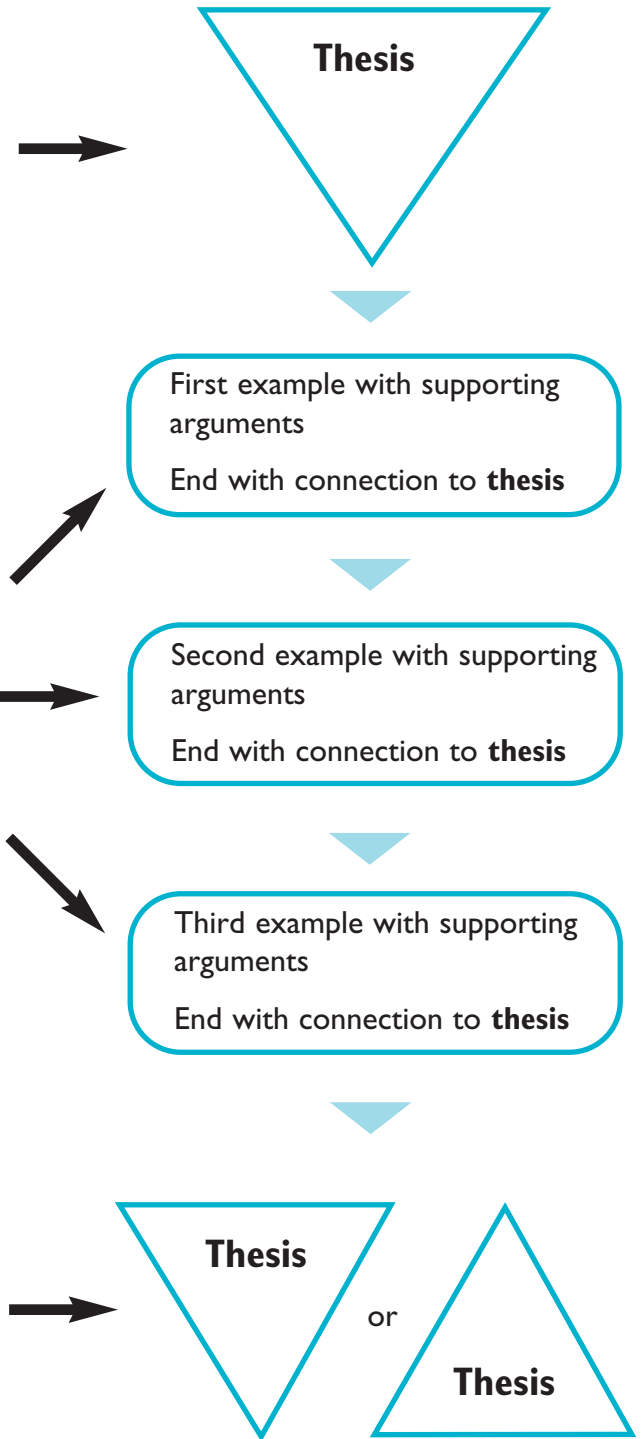 Thesis
First example with supporting
arguments
End with connection to thesis
Second example with supporting
arguments
End with connection to thesis
Third example with supporting
arguments
End with connection to thesis
Thesis
or
Thesis